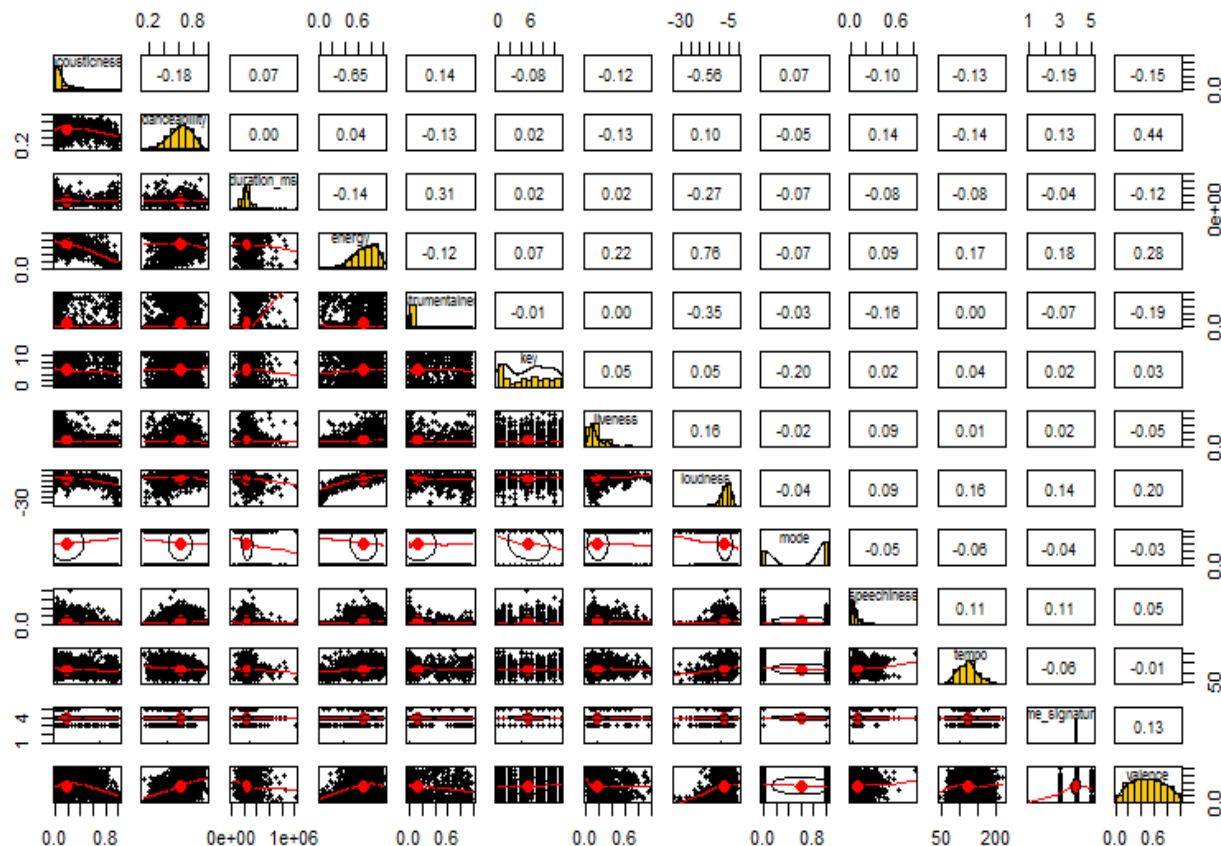 0.2 0.8 0.0 0.6 0 6 -30 -5 0.0 0.6 1 3 5
cousticness -0.18 0.07 -0.65 0.14 -0.08 -0.12 -0.56 0.07 -0.10 -0.13 -0.19 -0.15 0.0
0.2 danceability 0.00 0.04 -0.13 0.02 -0.13 0.10 -0.05 0.14 -0.14 0.13 0.44
duration_ms -0.14 0.31 0.02 0.02 -0.27 -0.07 -0.08 -0.08 -0.04 -0.12 0e+00
0.0 energy -0.12 0.07 0.22 0.76 -0.07 0.09 0.17 0.18 0.28
trumentalnes -0.01 0.00 -0.35 -0.03 -0.16 0.00 -0.07 -0.19 0.0
0 10 key 0.05 0.05 -0.20 0.02 0.04 0.02 0.03
liveness 0.16 -0.02 0.09 0.01 0.02 -0.05 0.0
-30 loudness -0.04 0.09 0.16 0.14 0.20
mode -0.05 -0.06 -0.04 -0.03 0.0
0.0 speechiness 0.11 0.11 0.05
tempo -0.06 -0.01 50
1 4 me_signatur 0.13
valence 0.0
0.0 0.8 0e+00 1e+06 0.0 0.6 0.0 0.6 0.0 0.8 50 200 0.0 0.6